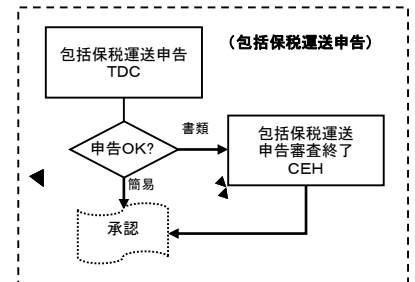 包括保税運送申告
TDC
(包括保税運送申告)
申告OK?
書類
包括保税運送
申告審査終了
CEH
簡易
承認